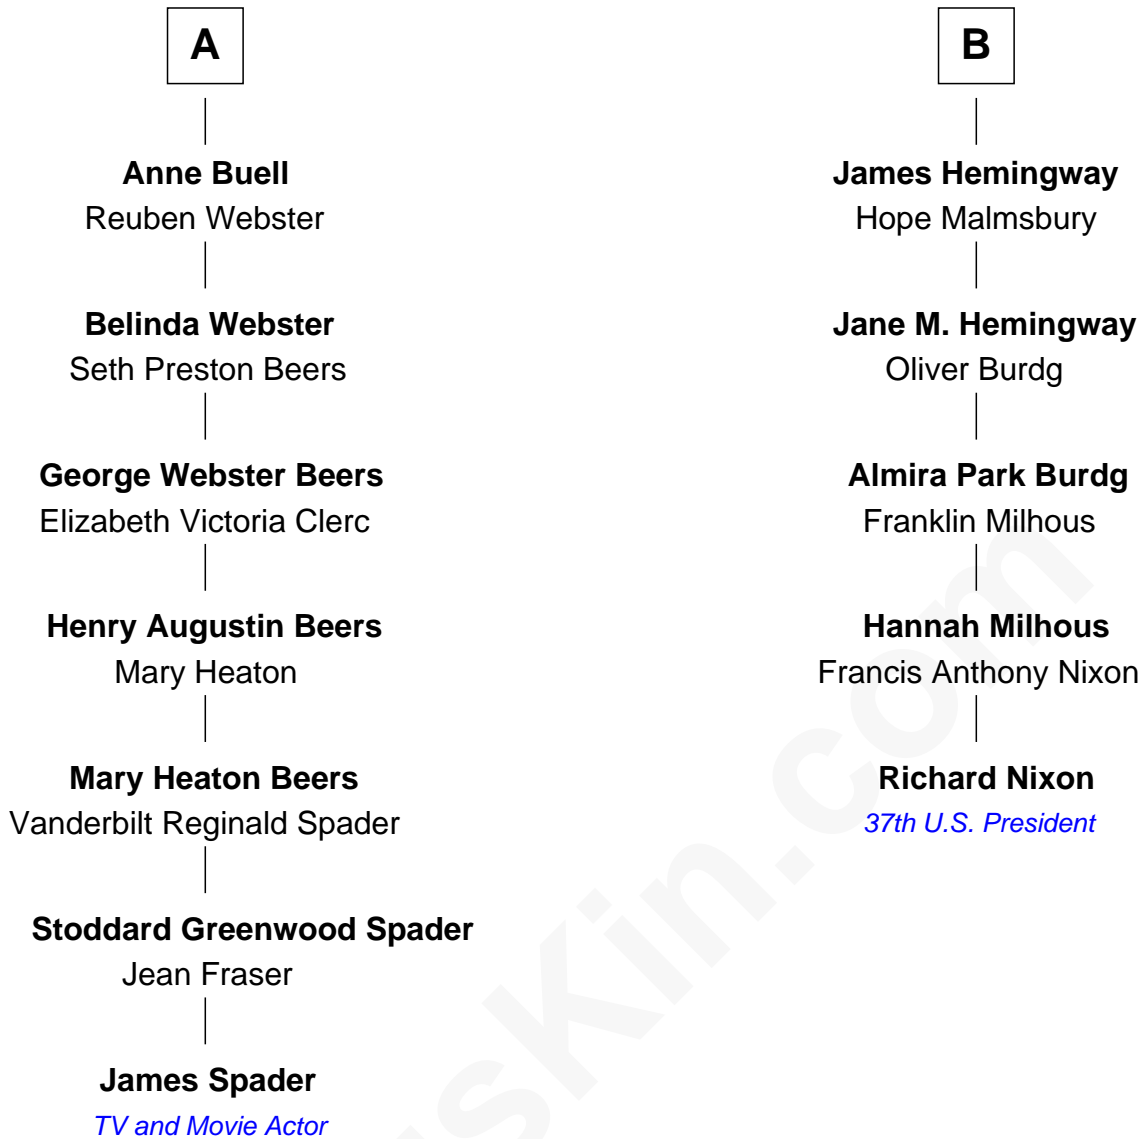 A
Anne Buell
Reuben Webster
Belinda Webster
Seth Preston Beers
George Webster Beers
Elizabeth Victoria Clerc
Henry Augustin Beers
Mary Heaton
Mary Heaton Beers
Vanderbilt Reginald Spader
Stoddard Greenwood Spader
Jean Fraser
James Spader
TV and Movie Actor
B
James Hemingway
Hope Malmsbury
Jane M. Hemingway
Oliver Burdg
Almira Park Burdg
Franklin Milhous
Hannah Milhous
Francis Anthony Nixon
Richard Nixon
37th U.S. President
usKin.com